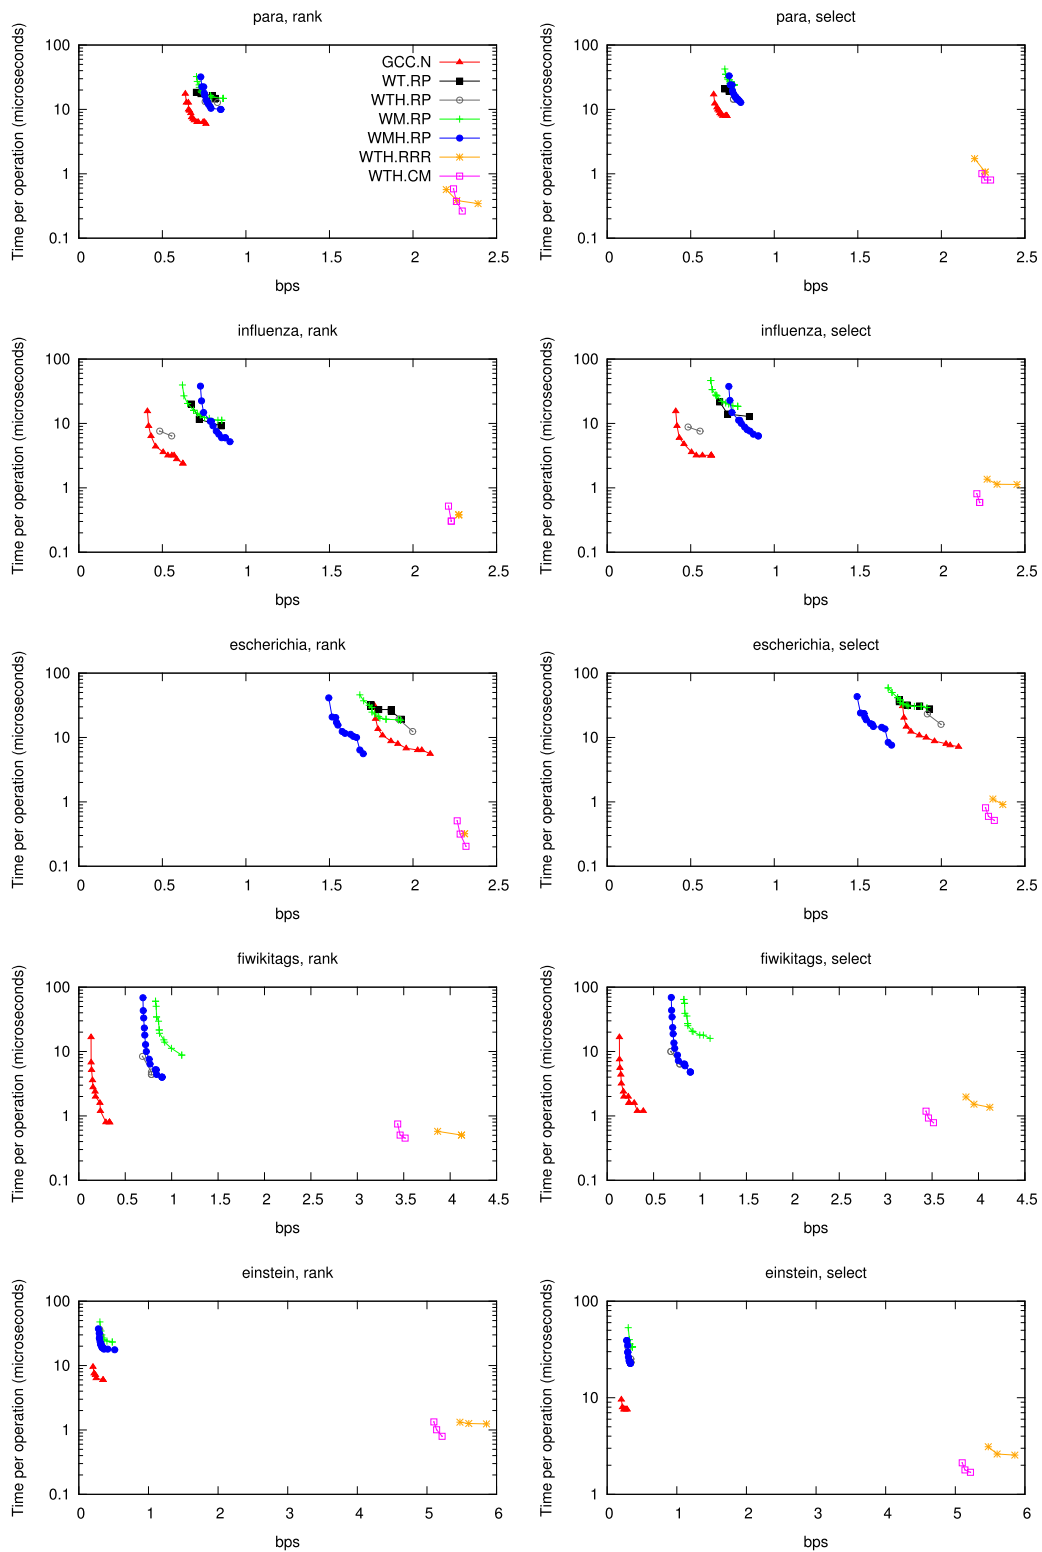 para, rank
Time per operation (microseconds)
100
10
1
0.1
0 0.5 1 1.5 2 2.5
bps
GCC.N
WT.RP
WTH.RP
WM.RP
WMH.RP
WTH.RRR
WTH.CM
para, select
Time per operation (microseconds)
100
10
1
0.1
0 0.5 1 1.5 2 2.5
bps
influenza, rank
Time per operation (microseconds)
100
10
1
0.1
0 0.5 1 1.5 2 2.5
bps
influenza, select
Time per operation (microseconds)
100
10
1
0.1
0 0.5 1 1.5 2 2.5
bps
escherichia, rank
Time per operation (microseconds)
100
10
1
0.1
0 0.5 1 1.5 2 2.5
bps
escherichia, select
Time per operation (microseconds)
100
10
1
0.1
0 0.5 1 1.5 2 2.5
bps
fiwikitags, rank
Time per operation (microseconds)
100
10
1
0.1
0 0.5 1 1.5 2 2.5 3 3.5 4 4.5
bps
fiwikitags, select
Time per operation (microseconds)
100
10
1
0.1
0 0.5 1 1.5 2 2.5 3 3.5 4 4.5
bps
einstein, rank
Time per operation (microseconds)
100
10
1
0.1
0 1 2 3 4 5 6
bps
einstein, select
Time per operation (microseconds)
100
10
1
0 1 2 3 4 5 6
bps